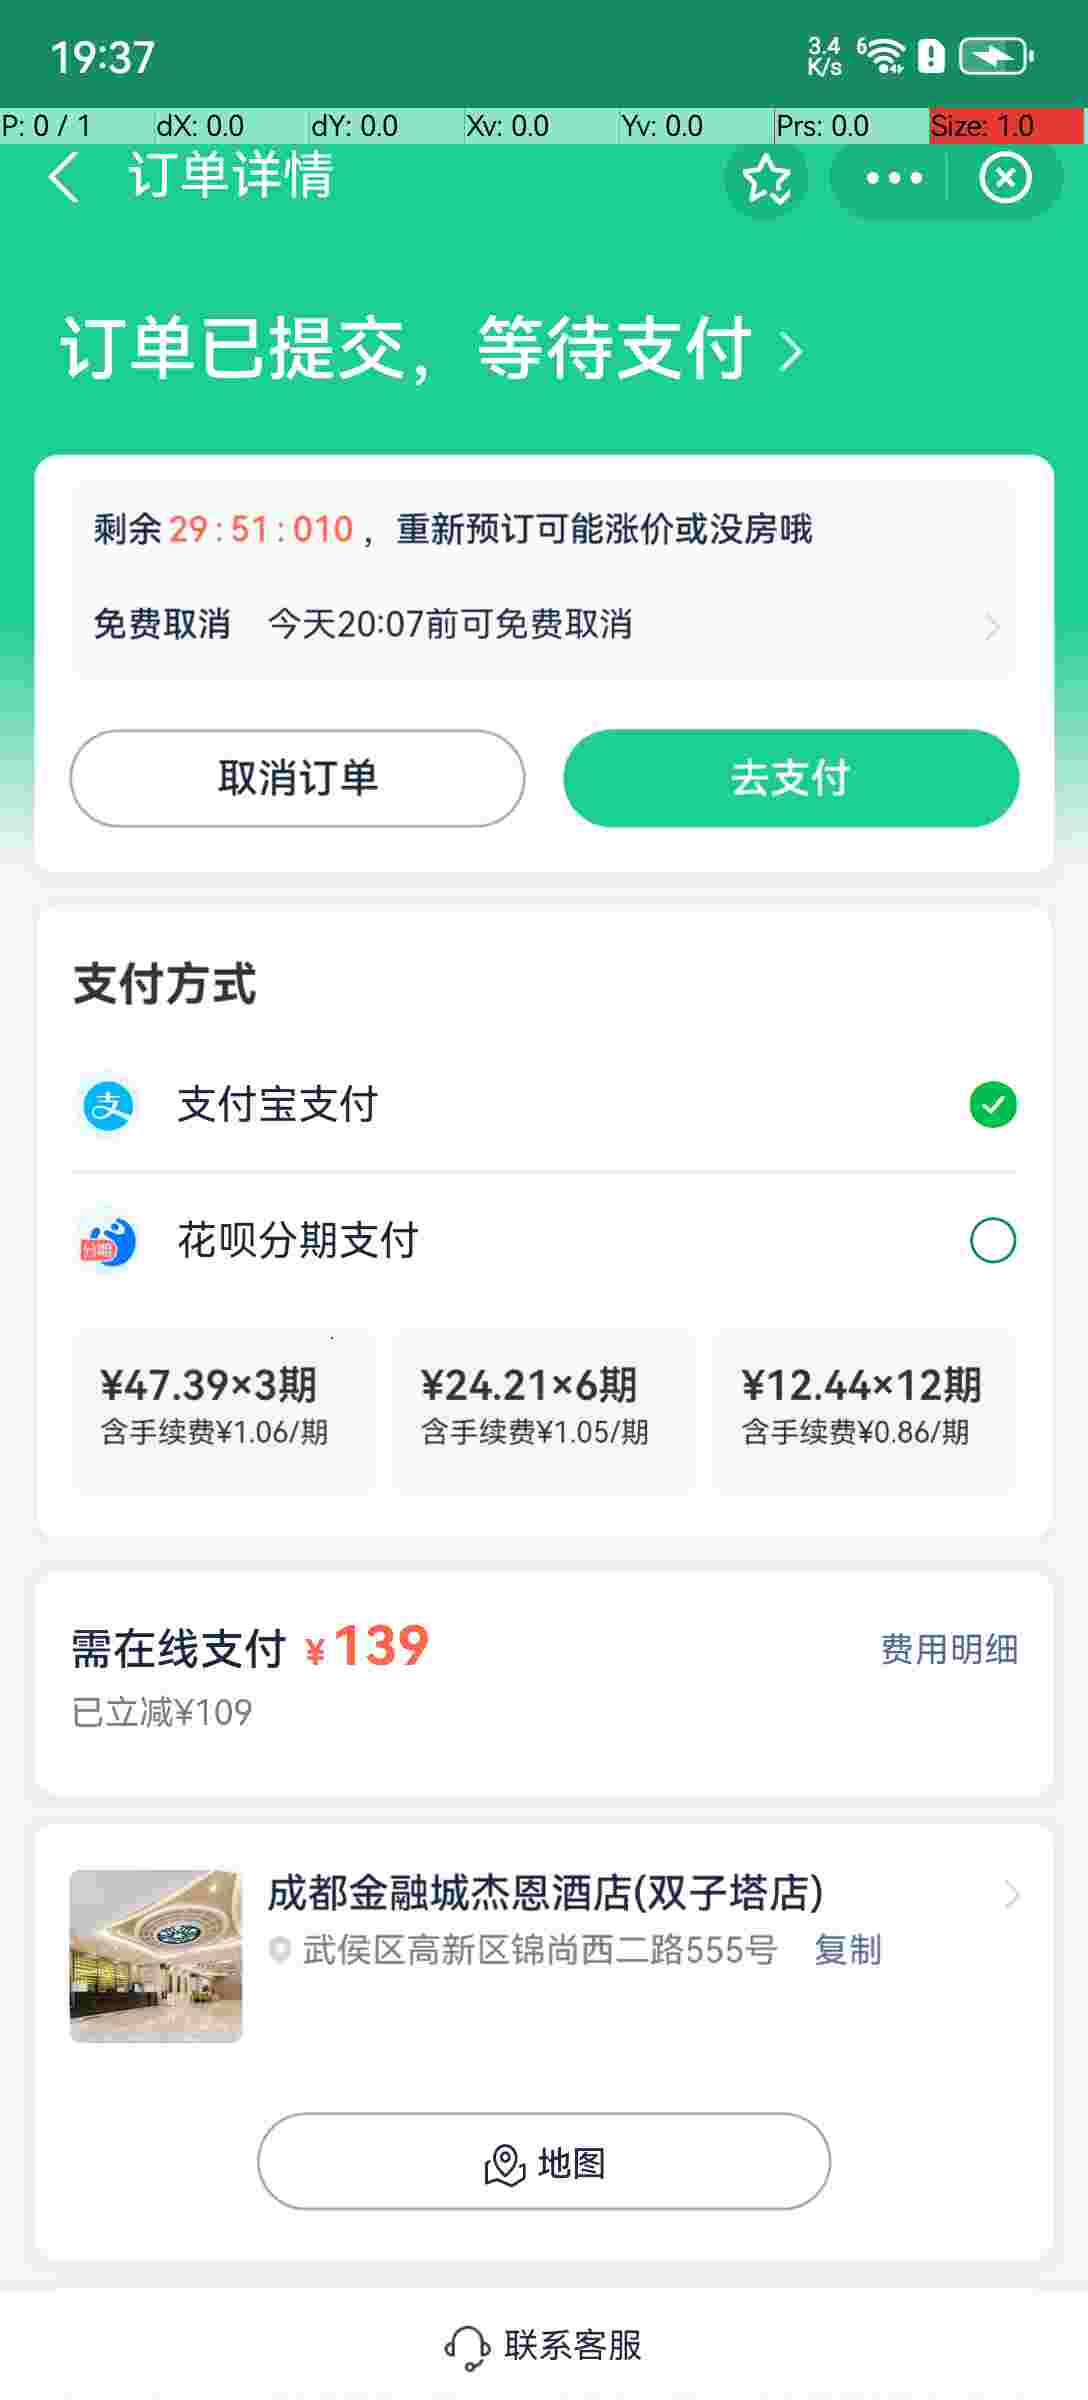 19:37
3.4 K/s
6
P: 0 / 1
dX: 0.0
dY: 0.0
Xv: 0.0
Yv: 0.0
Prs: 0.0
Size: 1.0
订单详情
订单已提交，等待支付
剩余29:51:010，重新预订可能涨价或没房哦
免费取消 今天20:07前可免费取消
取消订单
去支付
支付方式
支 支付宝支付
分期 花呗分期支付
¥47.39×3期
含手续费¥1.06/期
¥24.21×6期
含手续费¥1.05/期
¥12.44×12期
含手续费¥0.86/期
需在线支付 ¥139
费用明细
已立减¥109
成都金融城杰恩酒店(双子塔店)
武侯区高新区锦尚西二路555号 复制
地图
联系客服